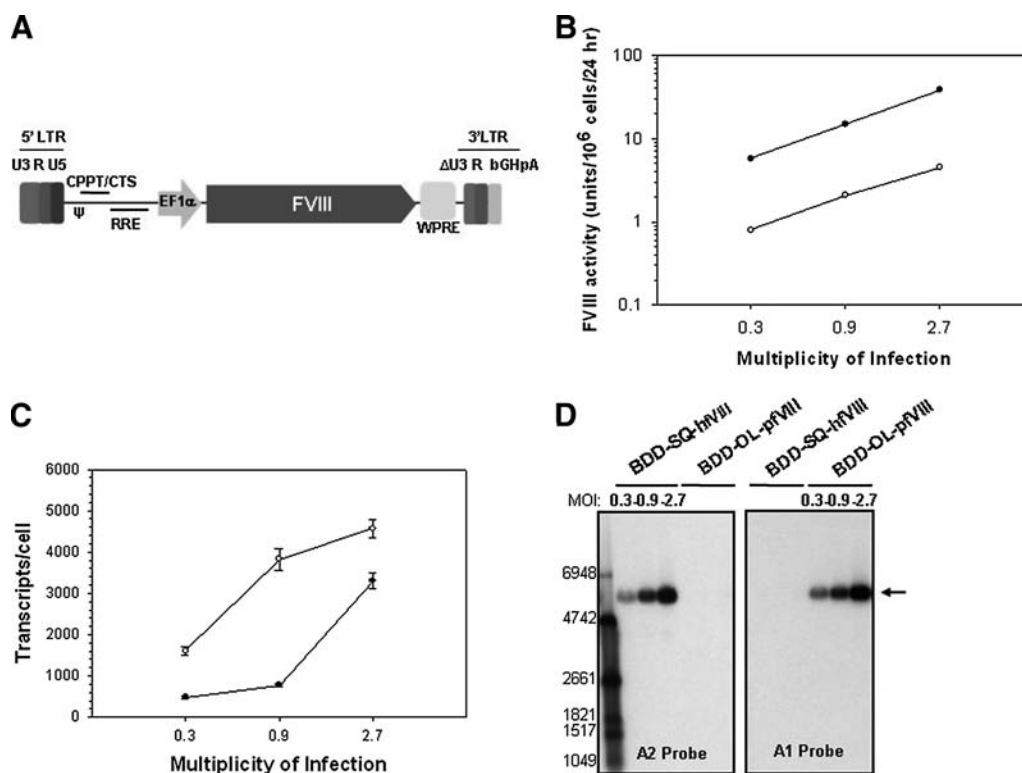 A
5' LTR
U3 R U5
CPPT/CTS
Ψ
RRE
EF1α
FVIII
WPRE
3'LTR
ΔU3 R bGHpA
B
FVIII activity (units/10⁶ cells/24 hr)
100
10
1
0.1
0.3 0.9 2.7
Multiplicity of Infection
C
Transcripts/cell
6000
5000
4000
3000
2000
1000
0
0.3 0.9 2.7
Multiplicity of Infection
D
BDD-SQ-hfVIII
BDD-OL-pfVIII
BDD-SQ-hfVIII
BDD-OL-pfVIII
MOI: 0.3-0.9-2.7
0.3-0.9-2.7
6948
4742
2661
1821
1517
1049
A2 Probe
A1 Probe